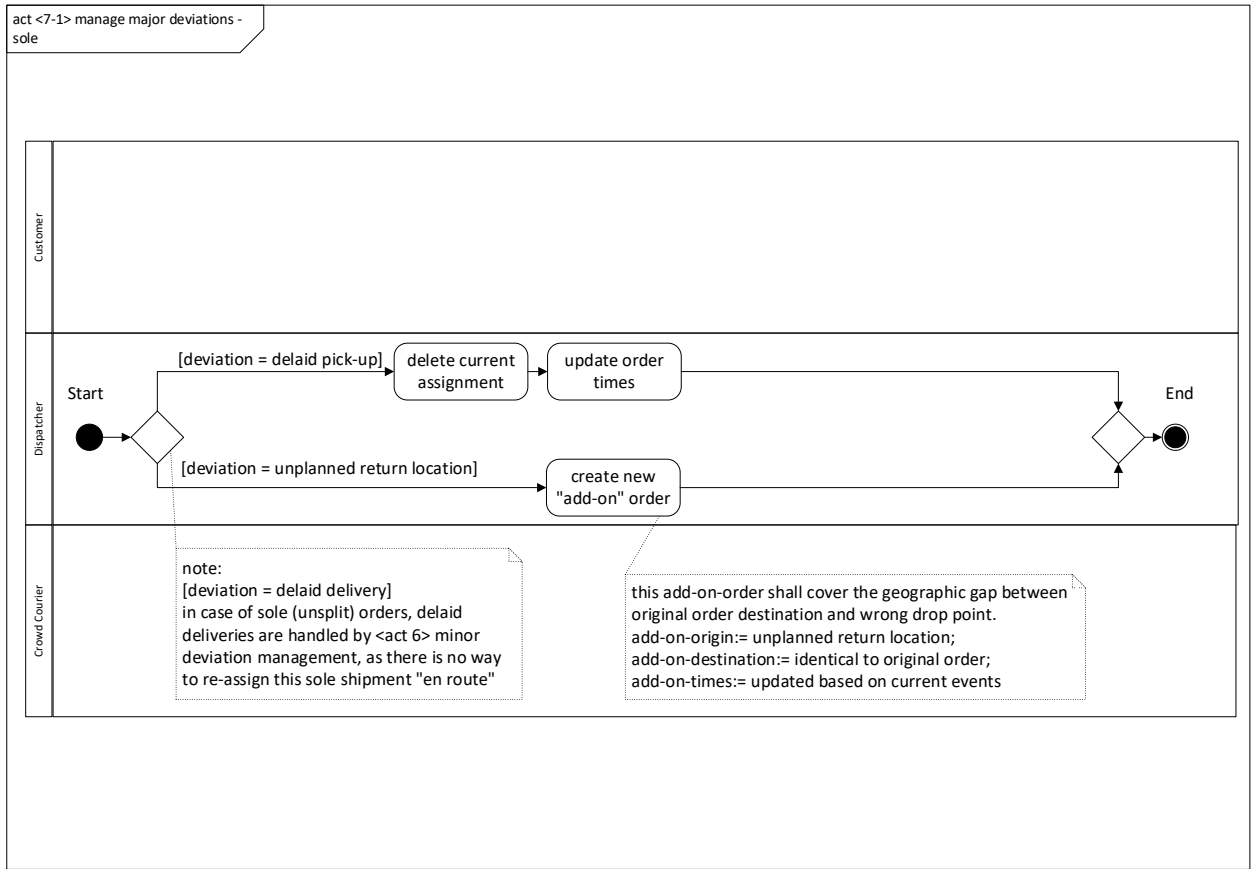 act <7-1> manage major deviations -
sole
Customer
Dispatcher
Start
[deviation = delaid pick-up]
delete current
assignment
update order
times
[deviation = unplanned return location]
create new
"add-on" order
End
Crowd Courier
note:
[deviation = delaid delivery]
in case of sole (unsplit) orders, delaid
deliveries are handled by <act 6> minor
deviation management, as there is no way
to re-assign this sole shipment "en route"
this add-on-order shall cover the geographic gap between
original order destination and wrong drop point.
add-on-origin:= unplanned return location;
add-on-destination:= identical to original order;
add-on-times:= updated based on current events